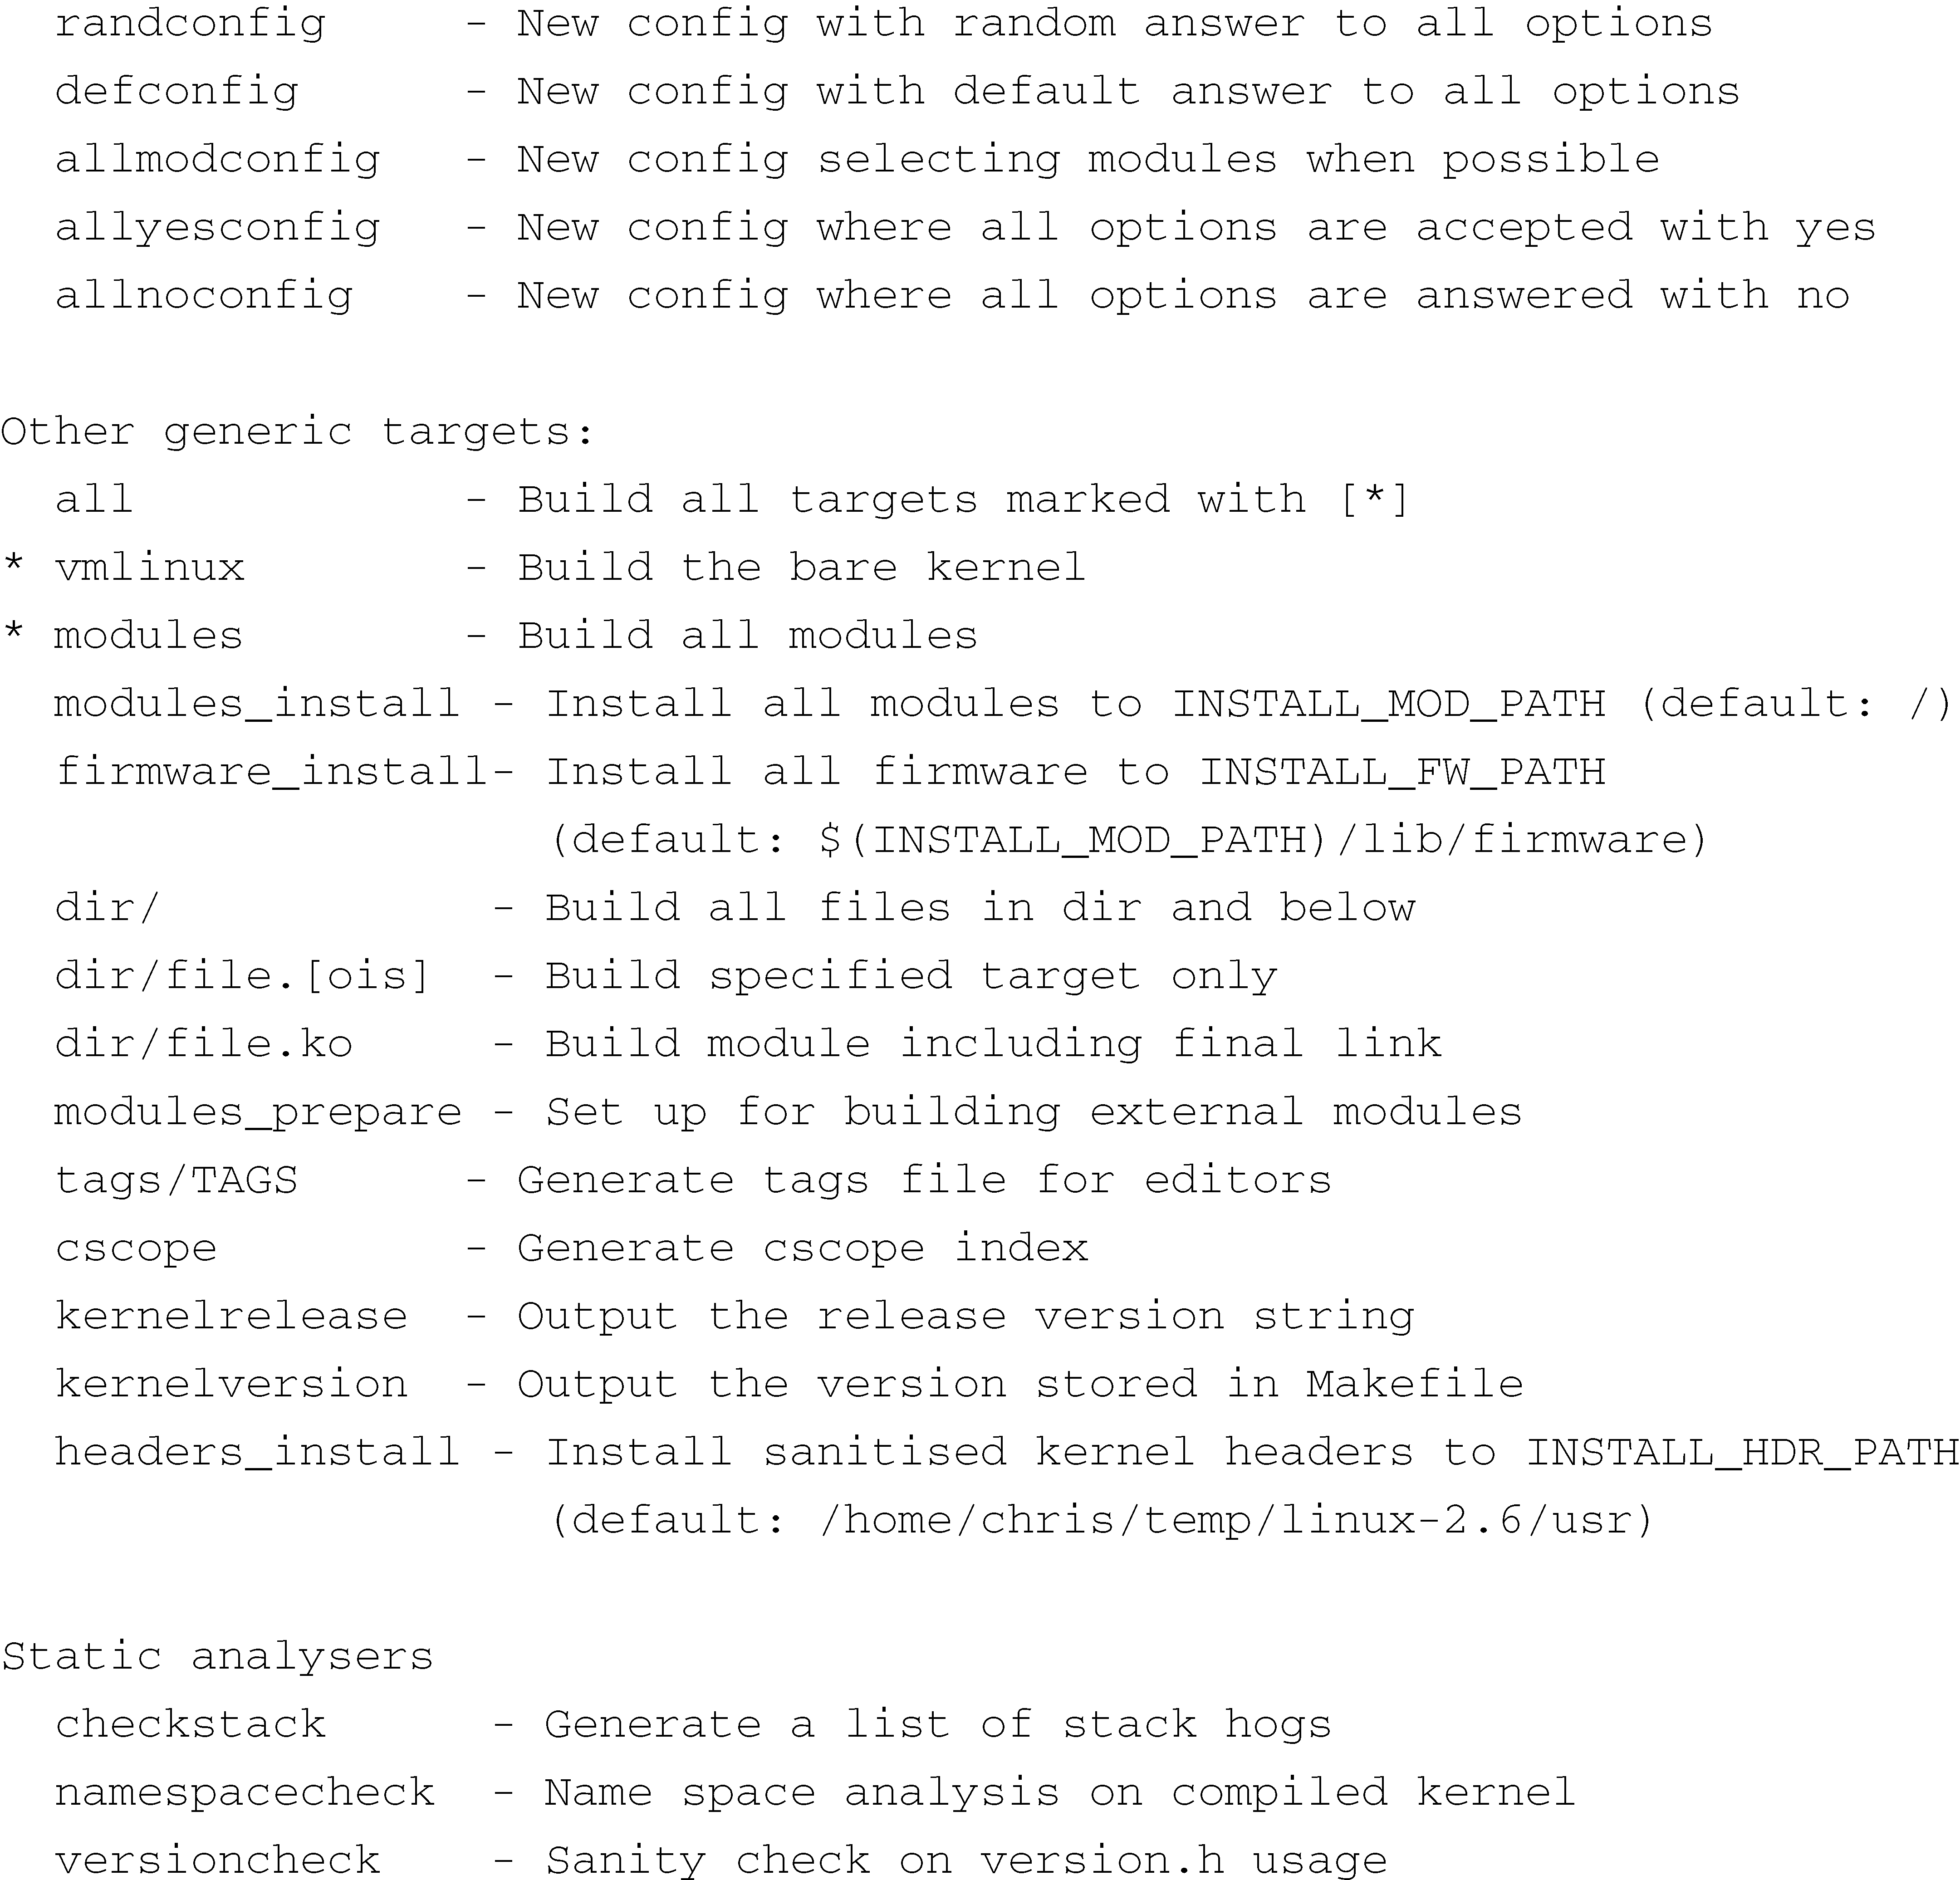 randconfig     - New config with random answer to all options
  defconfig      - New config with default answer to all options
  allmodconfig   - New config selecting modules when possible
  allyesconfig   - New config where all options are accepted with yes
  allnoconfig    - New config where all options are answered with no

Other generic targets:
  all            - Build all targets marked with [*]
* vmlinux        - Build the bare kernel
* modules        - Build all modules
  modules_install - Install all modules to INSTALL_MOD_PATH (default: /)
  firmware_install- Install all firmware to INSTALL_FW_PATH
                    (default: $(INSTALL_MOD_PATH)/lib/firmware)
  dir/            - Build all files in dir and below
  dir/file.[ois]  - Build specified target only
  dir/file.ko     - Build module including final link
  modules_prepare - Set up for building external modules
  tags/TAGS      - Generate tags file for editors
  cscope         - Generate cscope index
  kernelrelease  - Output the release version string
  kernelversion  - Output the version stored in Makefile
  headers_install - Install sanitised kernel headers to INSTALL_HDR_PATH
                    (default: /home/chris/temp/linux-2.6/usr)

Static analysers
  checkstack      - Generate a list of stack hogs
  namespacecheck  - Name space analysis on compiled kernel
  versioncheck    - Sanity check on version.h usage